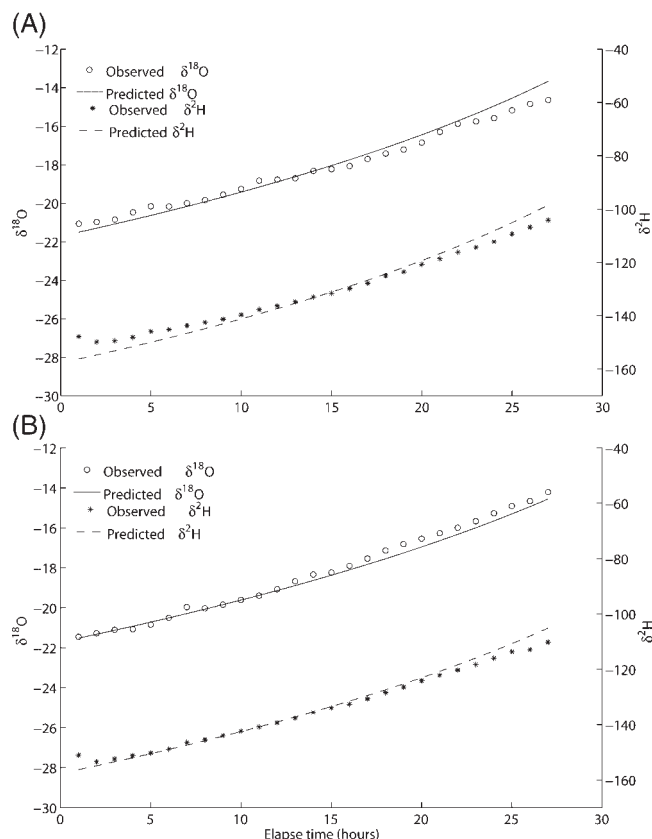 (A)
−12
−14
−16
−18
−20
−22
−24
−26
−28
−30
δ18O
Observed δ18O
Predicted δ18O
Observed δ2H
Predicted δ2H
−40
−60
−80
−100
−120
−140
−160
δ2H
0 5 10 15 20 25 30
(B)
−12
−14
−16
−18
−20
−22
−24
−26
−28
−30
δ18O
Observed δ18O
Predicted δ18O
Observed δ2H
Predicted δ2H
−40
−60
−80
−100
−120
−140
−160
δ2H
0 5 10 15 20 25 30
Elapse time (hours)